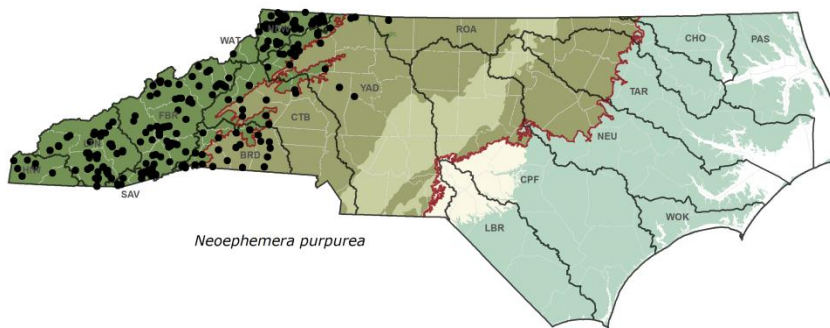 ROA
CHO
PAS
WAT
TAR
YAD
FBR
CTB
NEU
BRD
CPF
SAV
WOK
LBR
Neoephemera purpurea